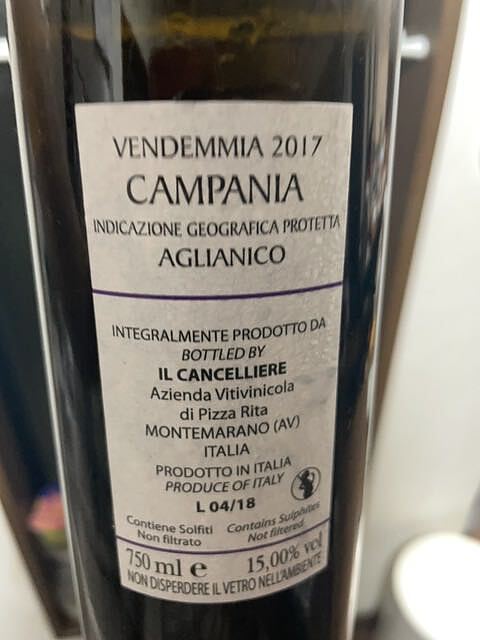 VENDEMMIA 2017
CAMPANIA
INDICAZIONE GEOGRAFICA PROTETTA
AGLIANICO
INTEGRALMENTE PRODOTTO DA
BOTTLED BY
IL CANCELLIERE
Azienda Vitivinicola
di Pizza Rita
MONTEMARANO (AV)
ITALIA
PRODOTTO IN ITALIA
PRODUCE OF ITALY
L 04/18
Contiene Solfiti Contains Sulphites
Non filtrato Not filtered.
750 ml e 15,00% vol
NON DISPERDERE IL VETRO NELL'AMBIENTE